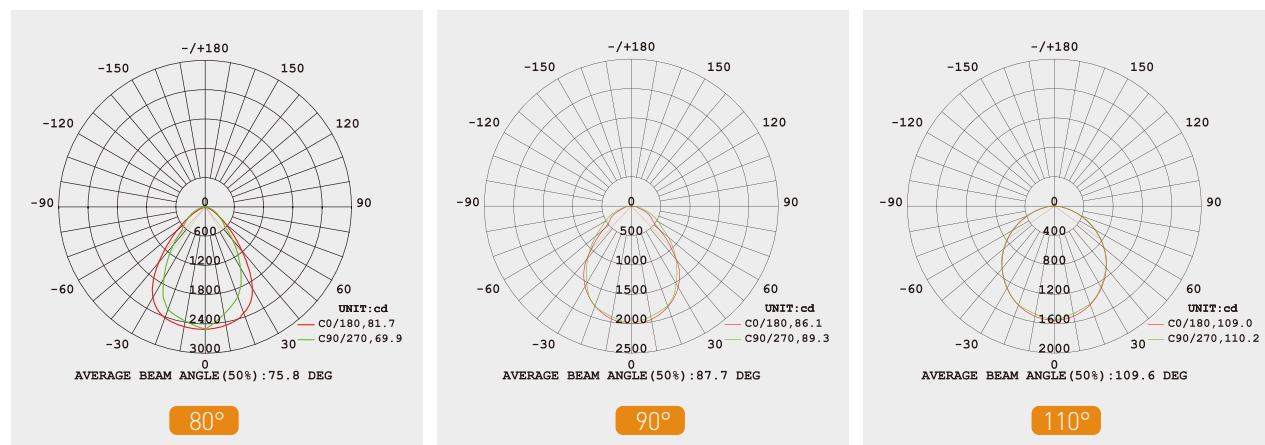 -/+180
-150 150
-120 120
-90 0 90
600
1200
-60 1800 60
UNIT:cd
2400 C0/180,81.7
-30 3000 30 C90/270,69.9
0
AVERAGE BEAM ANGLE(50%):75.8 DEG
80°
-/+180
-150 150
-120 120
-90 0 90
500
1000
-60 1500 60
UNIT:cd
2000 C0/180,86.1
-30 2500 30 C90/270,89.3
0
AVERAGE BEAM ANGLE(50%):87.7 DEG
90°
-/+180
-150 150
-120 120
-90 0 90
400
800
-60 1200 60
UNIT:cd
1600 C0/180,109.0
-30 2000 30 C90/270,110.2
0
AVERAGE BEAM ANGLE(50%):109.6 DEG
110°